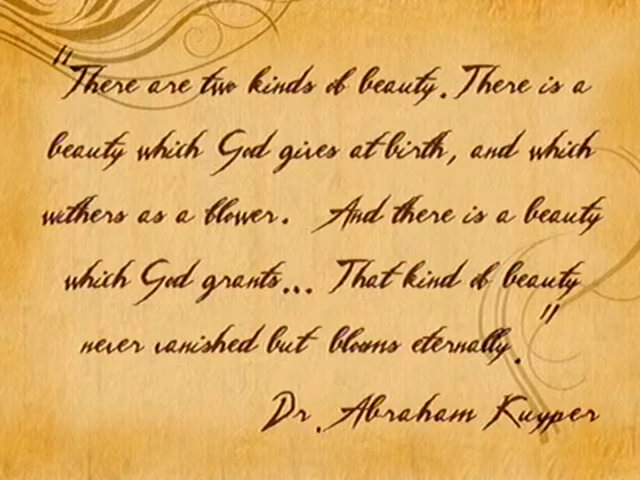 "There are two kinds of beauty. There is a
beauty which God gives at birth, and which
withers as a flower. And there is a beauty
which God grants... That kind of beauty
never vanished but blooms eternally."
Dr. Abraham Kuyper